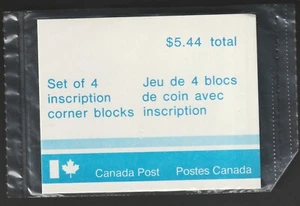 $5.44 total
Set of 4
inscription
corner blocks
Jeu de 4 blocs
de coin avec
inscription
Canada Post
Postes Canada